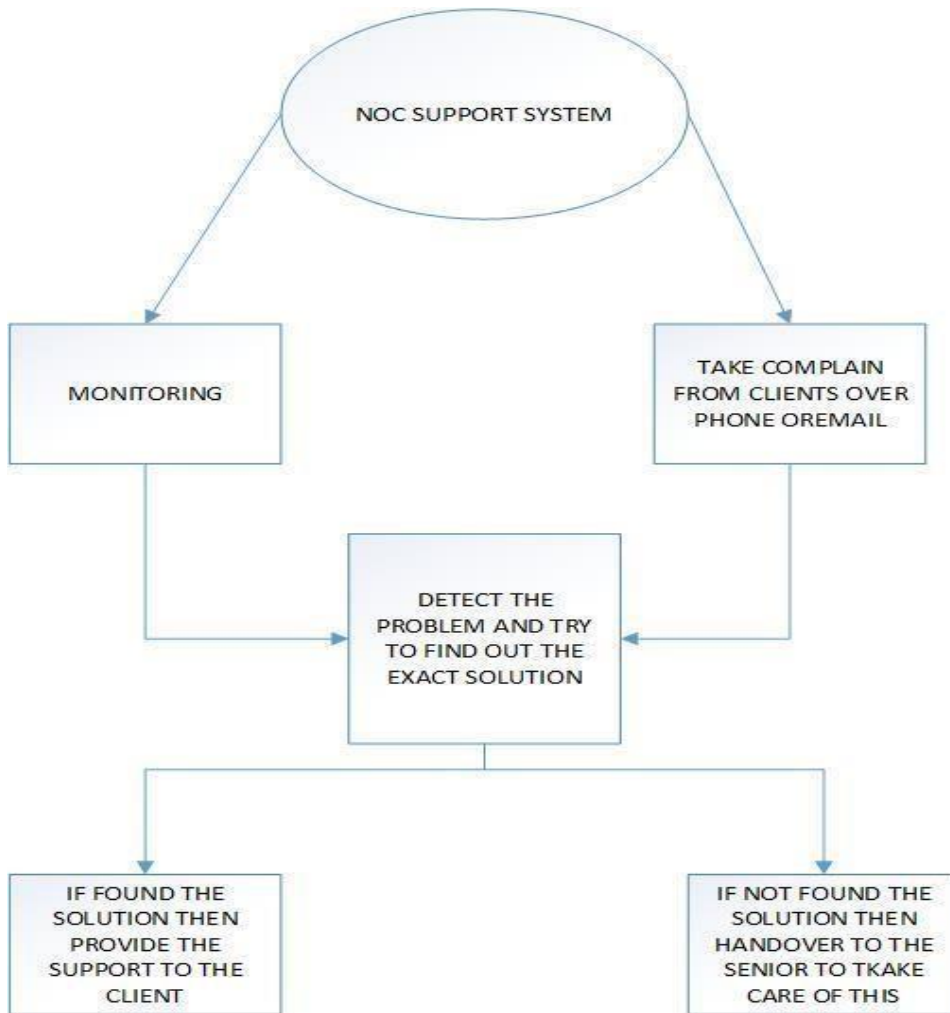 NOC SUPPORT SYSTEM
MONITORING
TAKE COMPLAIN
FROM CLIENTS OVER
PHONE OREMAIL
DETECT THE
PROBLEM AND TRY
TO FIND OUT THE
EXACT SOLUTION
IF FOUND THE
SOLUTION THEN
PROVIDE THE
SUPPORT TO THE
CLIENT
IF NOT FOUND THE
SOLUTION THEN
HANDOVER TO THE
SENIOR TO TKAKE
CARE OF THIS